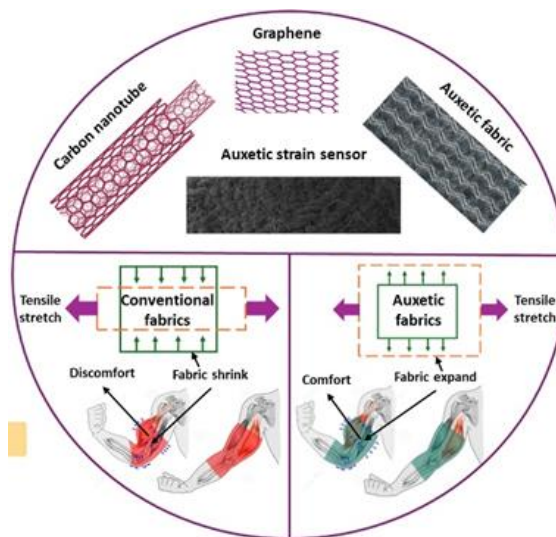 Graphene
Carbon nanotube
Auxetic fabric
Auxetic strain sensor
Tensile
stretch
Conventional
fabrics
Discomfort
Fabric shrink
Auxetic
fabrics
Tensile
stretch
Comfort
Fabric expand